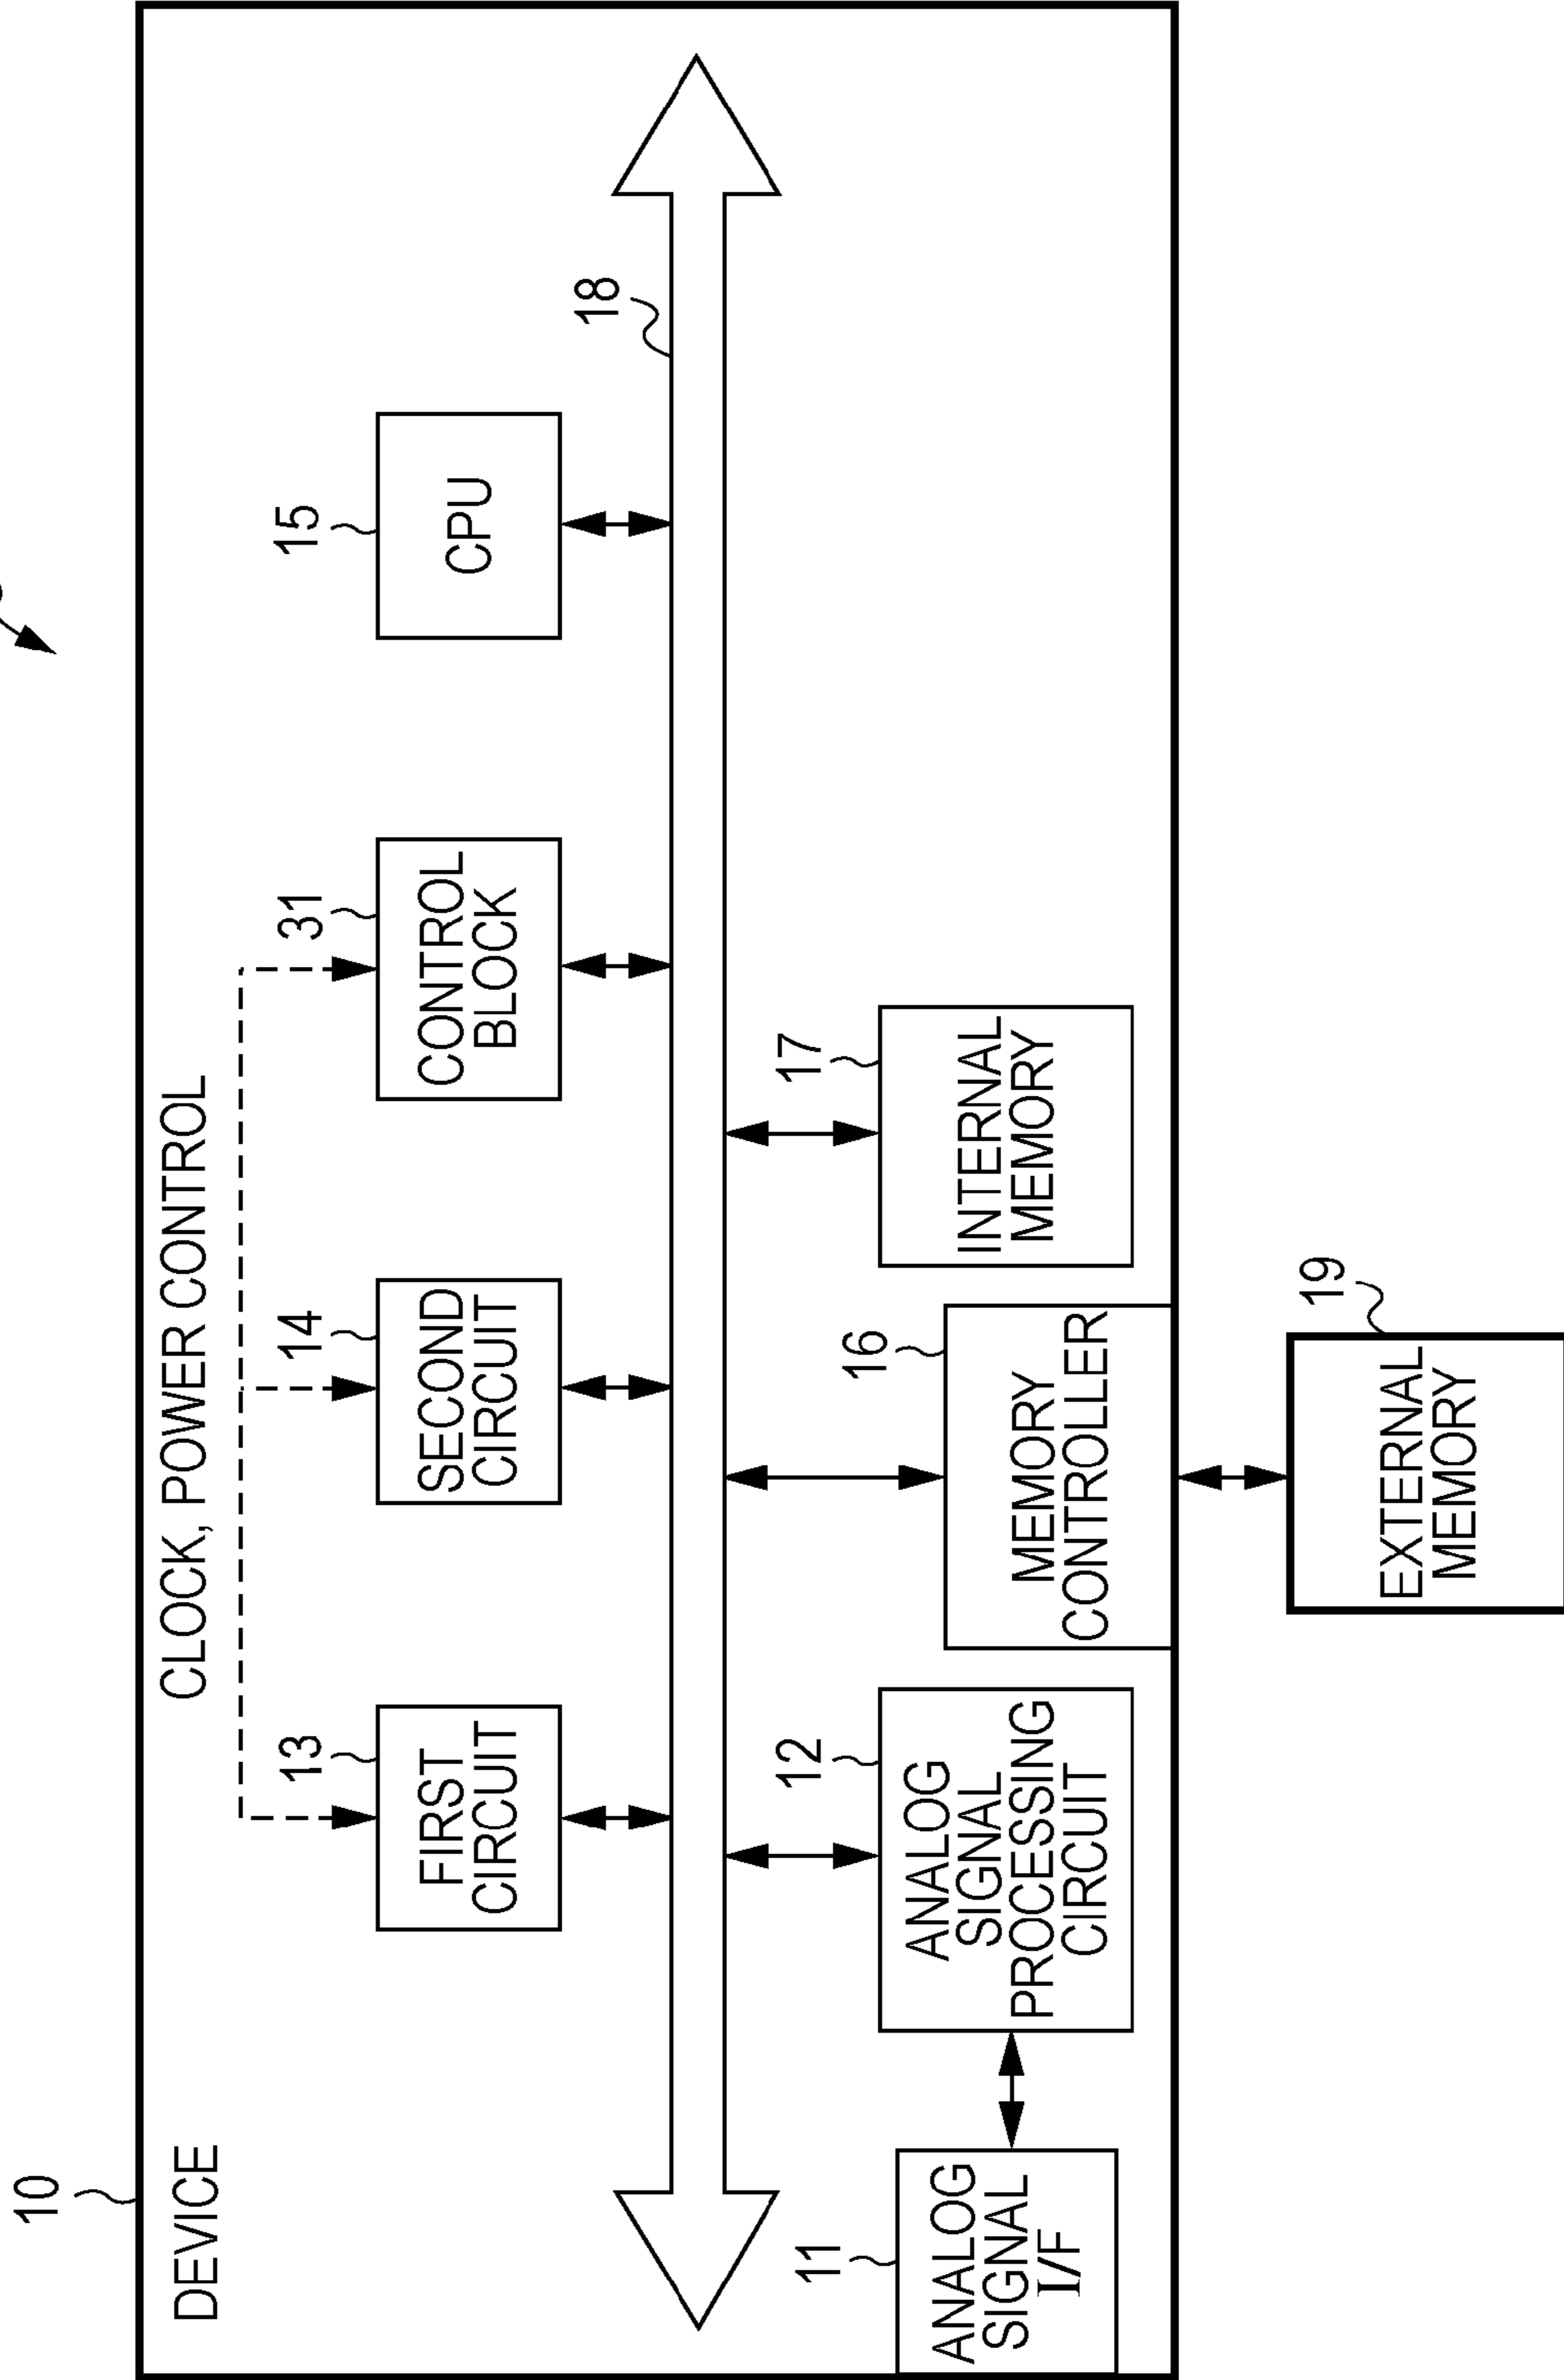 10
DEVICE
CLOCK, POWER CONTROL
13
FIRST
CIRCUIT
14
SECOND
CIRCUIT
31
CONTROL
BLOCK
15
CPU
18
11
ANALOG
SIGNAL
I/F
12
ANALOG
SIGNAL
PROCESSING
CIRCUIT
16
MEMORY
CONTROLLER
17
INTERNAL
MEMORY
19
EXTERNAL
MEMORY